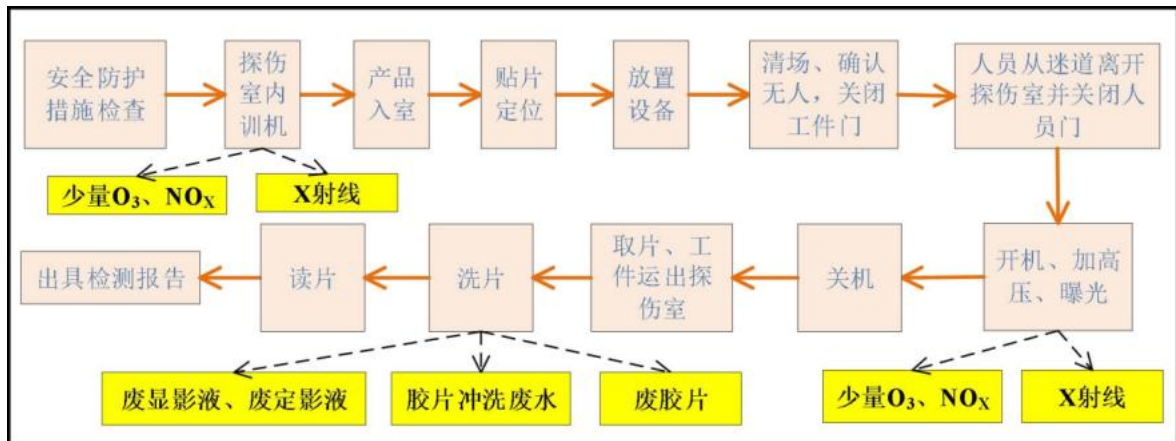 安全防护
措施检查
探伤
室内
训机
产品
入室
贴片
定位
放置
设备
清场、确认
无人，关闭
工件门
人员从迷道离开
探伤室并关闭人
员门
少量O₃、NOₓ
X射线
出具检测报告
读片
洗片
取片、工
件运出探
伤室
关机
开机、加高
压、曝光
废显影液、废定影液
胶片冲洗废水
废胶片
少量O₃、NOₓ
X射线